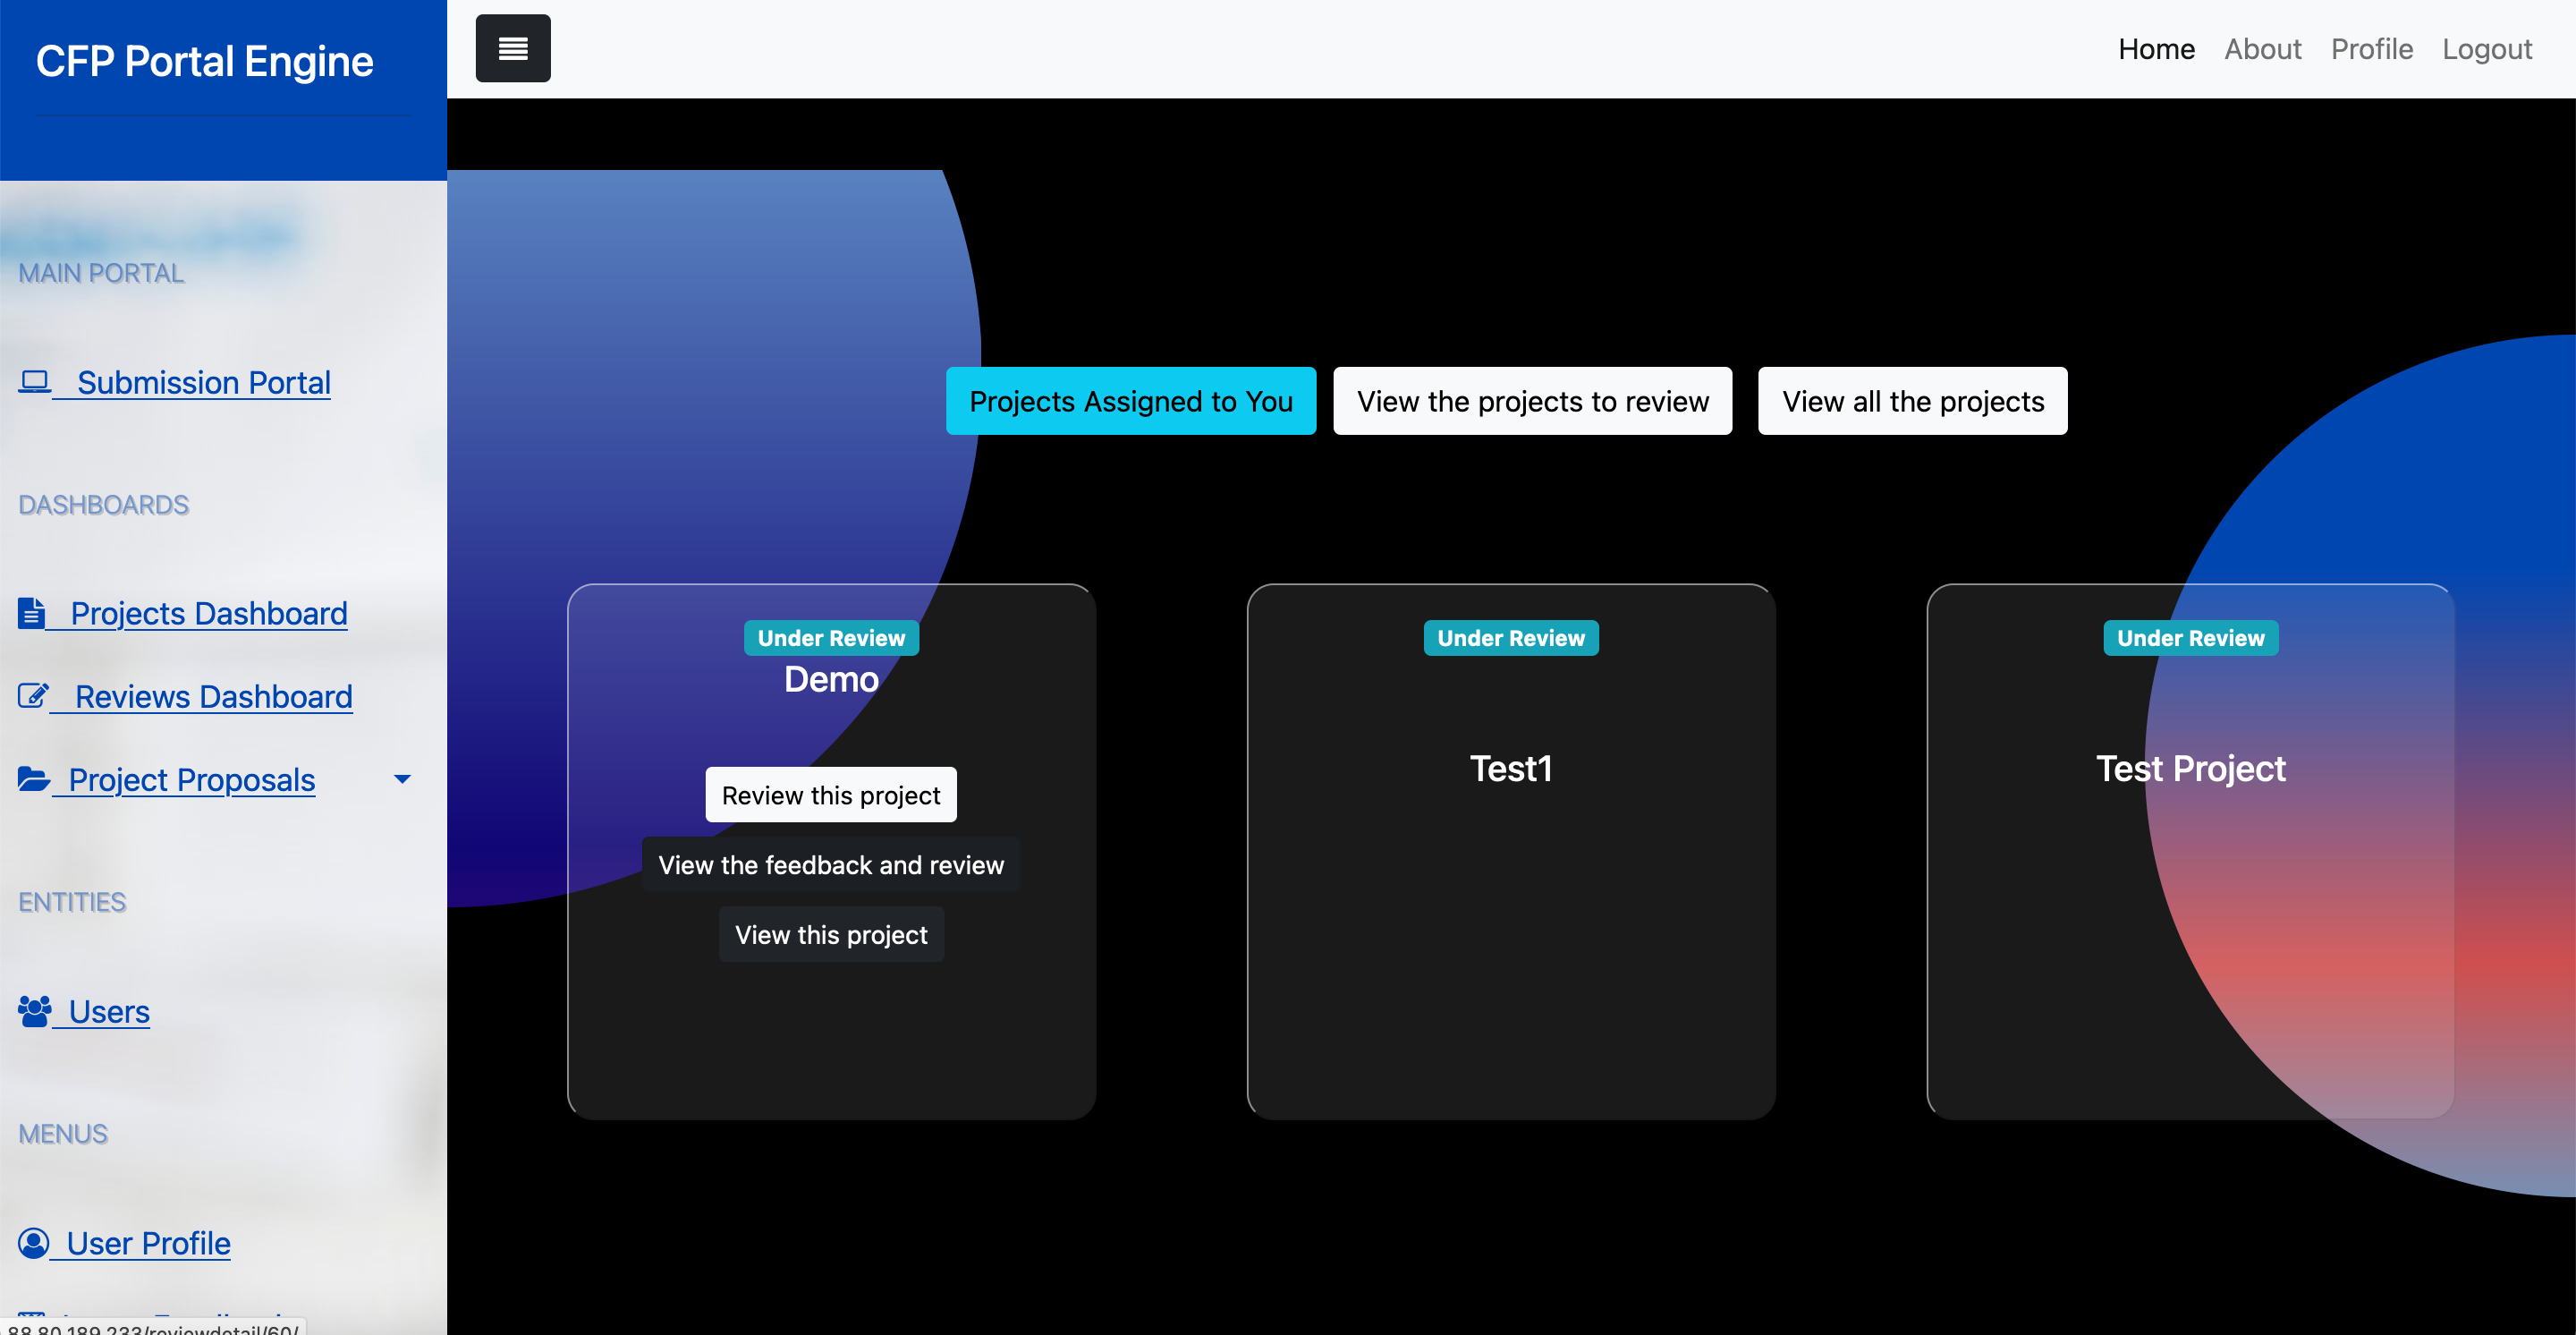 CFP Portal Engine
Home About Profile Logout
MAIN PORTAL
Submission Portal
DASHBOARDS
Projects Dashboard
Reviews Dashboard
Project Proposals
ENTITIES
Users
MENUS
User Profile
88.80.189.233/reviewdetail/60/
Projects Assigned to You
View the projects to review
View all the projects
Under Review
Demo
Review this project
View the feedback and review
View this project
Under Review
Test1
Under Review
Test Project